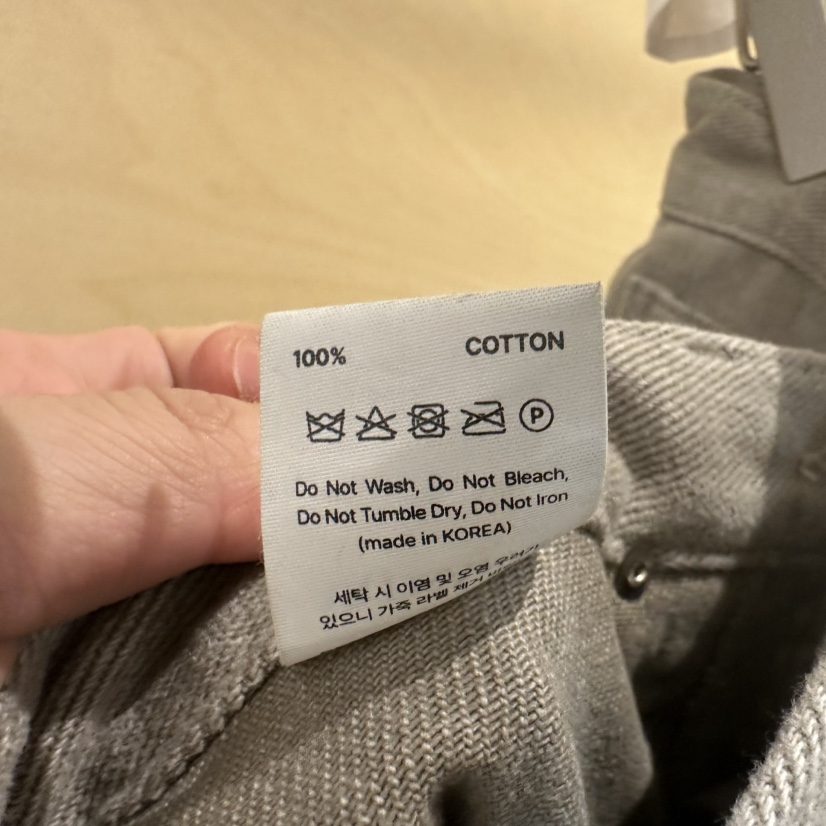 100% COTTON
P
Do Not Wash, Do Not Bleach,
Do Not Tumble Dry, Do Not Iron
(made in KOREA)
세탁 시 이염 및 오염 우려가
있으니 가죽 라벨 제거